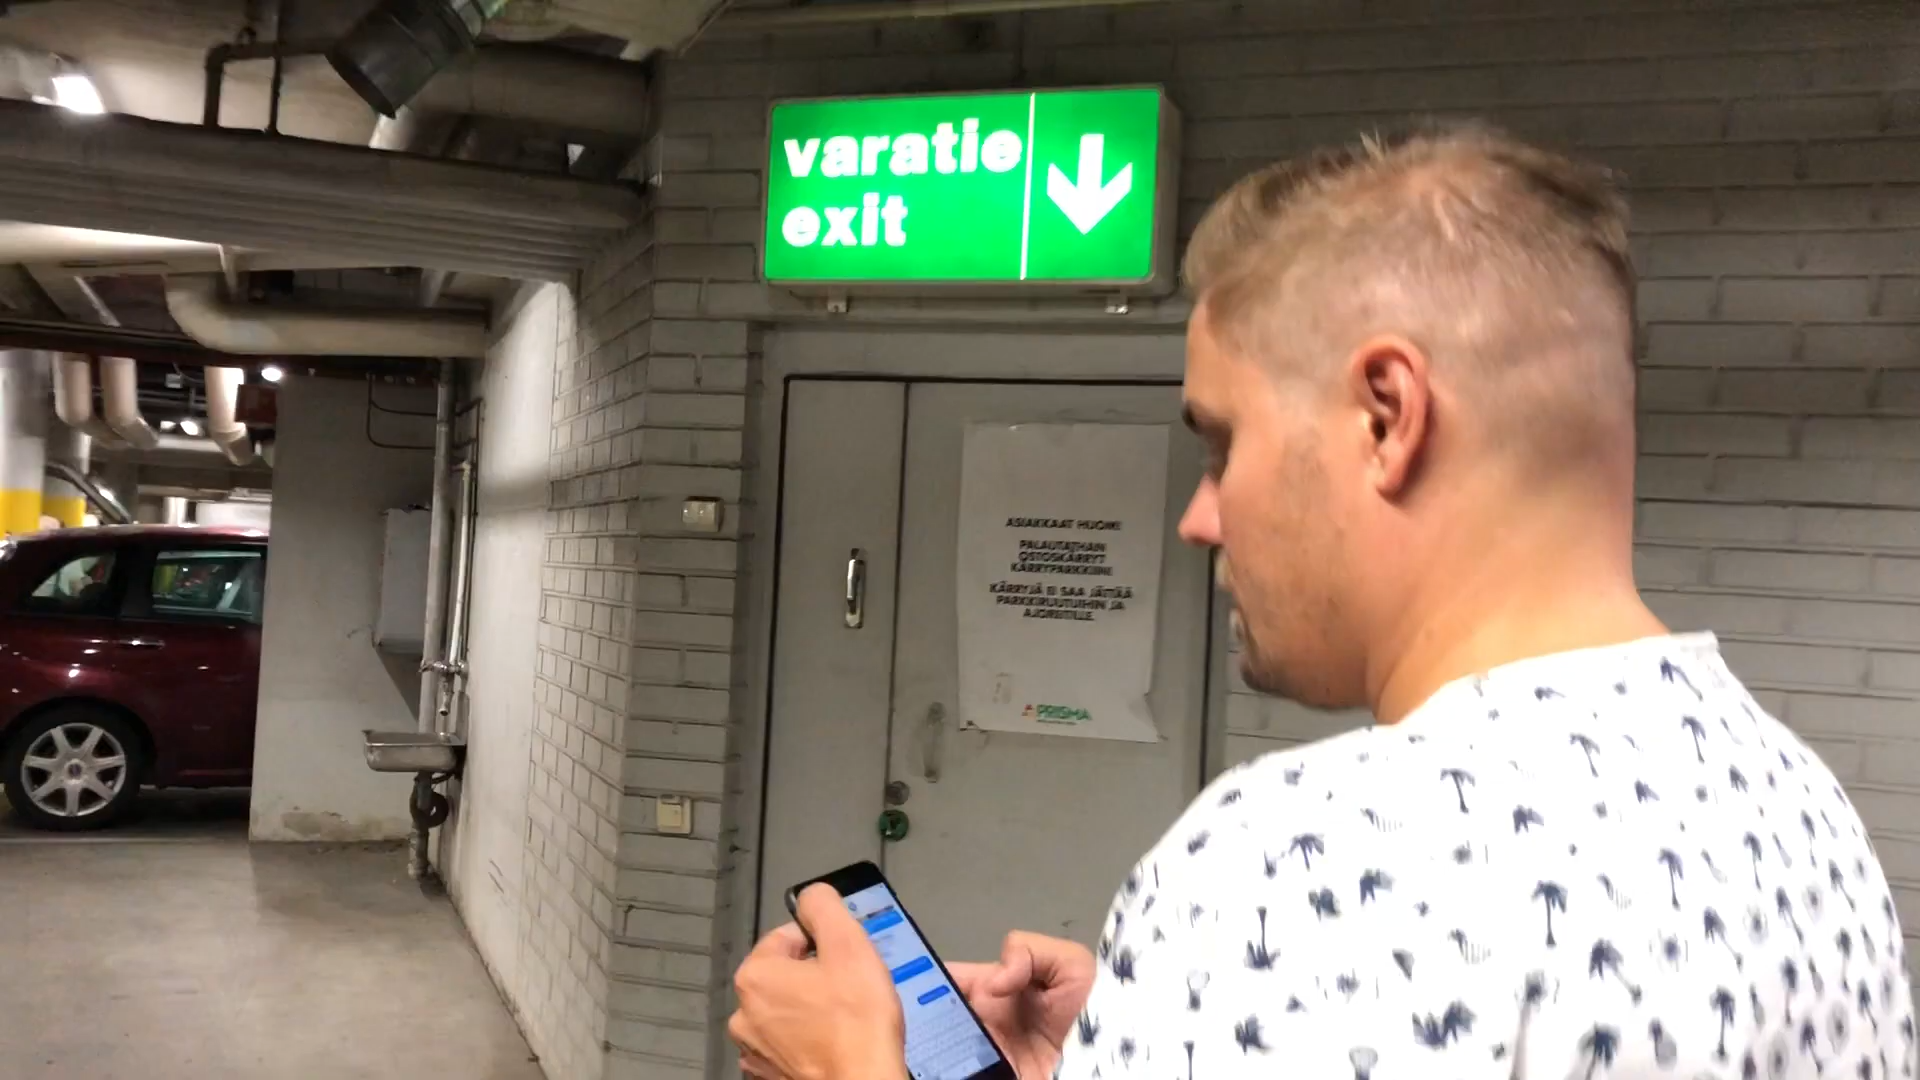 varatie
exit
ASIAKKAAT HUOM!
PALAUTATHAN
OSTOSKÄRRYT
KÄRRYPARKKIIN!
KÄRRYJÄ EI SAA JÄTTÄÄ
PARKKIRUUTUIHIN JA
AJOREITILLE.
PRISMA